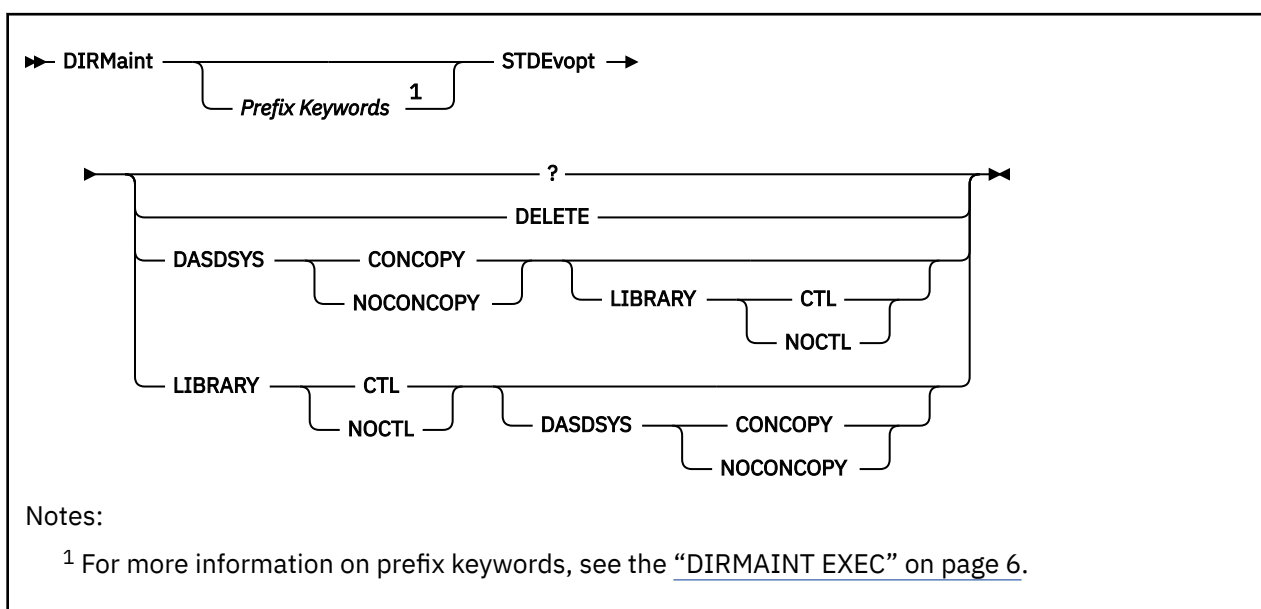 DIRMaint STDEvopt
Prefix Keywords 1
?
DELETE
DASDSYS CONCOPY
NOCONCOPY LIBRARY CTL
NOCTL
LIBRARY CTL
NOCTL DASDSYS CONCOPY
NOCONCOPY
Notes:
1 For more information on prefix keywords, see the “DIRMAINT EXEC” on page 6.